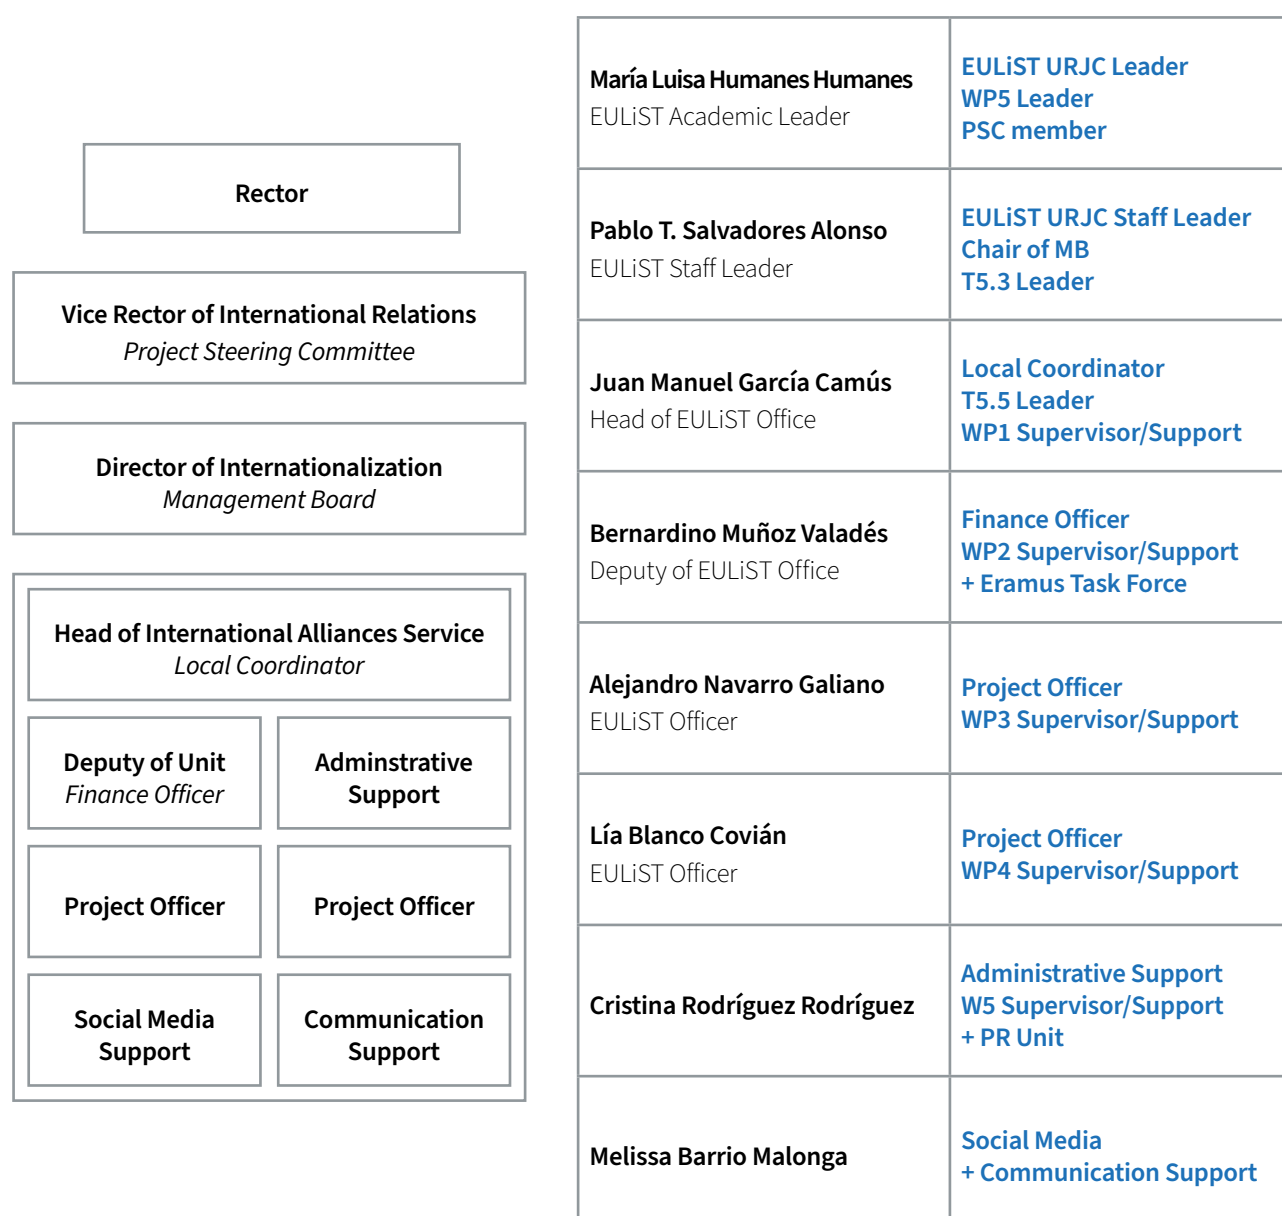 Rector
Vice Rector of International Relations
Project Steering Committee
Director of Internationalization
Management Board
Head of International Alliances Service
Local Coordinator
Deputy of Unit
Finance Officer
Adminstrative
Support
Project Officer
Project Officer
Social Media
Support
Communication
Support
María Luisa Humanes Humanes
EULiST Academic Leader
EULiST URJC Leader
WP5 Leader
PSC member
Pablo T. Salvadores Alonso
EULiST Staff Leader
EULiST URJC Staff Leader
Chair of MB
T5.3 Leader
Juan Manuel García Camús
Head of EULiST Office
Local Coordinator
T5.5 Leader
WP1 Supervisor/Support
Bernardino Muñoz Valadés
Deputy of EULiST Office
Finance Officer
WP2 Supervisor/Support
+ Eramus Task Force
Alejandro Navarro Galiano
EULiST Officer
Project Officer
WP3 Supervisor/Support
Lía Blanco Covián
EULiST Officer
Project Officer
WP4 Supervisor/Support
Cristina Rodríguez Rodríguez
Administrative Support
W5 Supervisor/Support
+ PR Unit
Melissa Barrio Malonga
Social Media
+ Communication Support